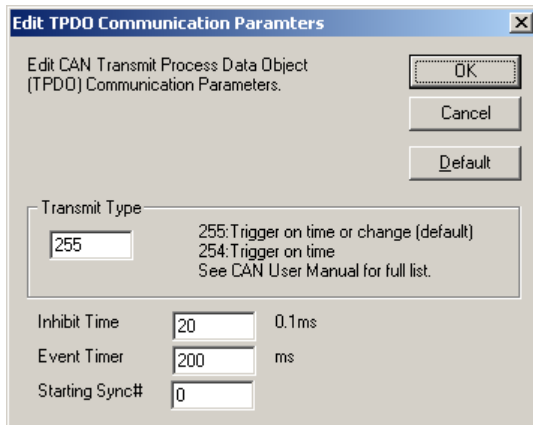 Edit TPDO Communication Paramters
Edit CAN Transmit Process Data Object
(TPDO) Communication Parameters.
OK
Cancel
Default
Transmit Type
255
255:Trigger on time or change (default)
254:Trigger on time
See CAN User Manual for full list.
Inhibit Time 20 0.1ms
Event Timer 200 ms
Starting Sync# 0